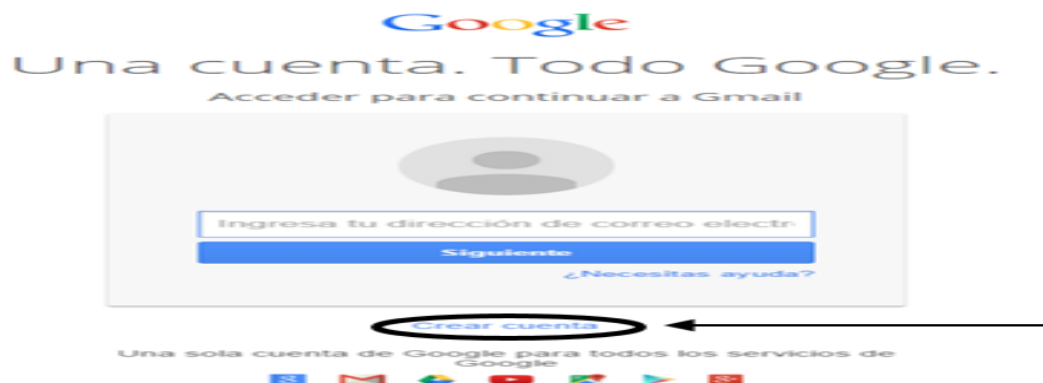 Google
Una cuenta. Todo Google.
Acceder para continuar a Gmail
Ingresa tu dirección de correo electr
Siguiente
¿Necesitas ayuda?
Crear cuenta
Una sola cuenta de Google para todos los servicios de
Google